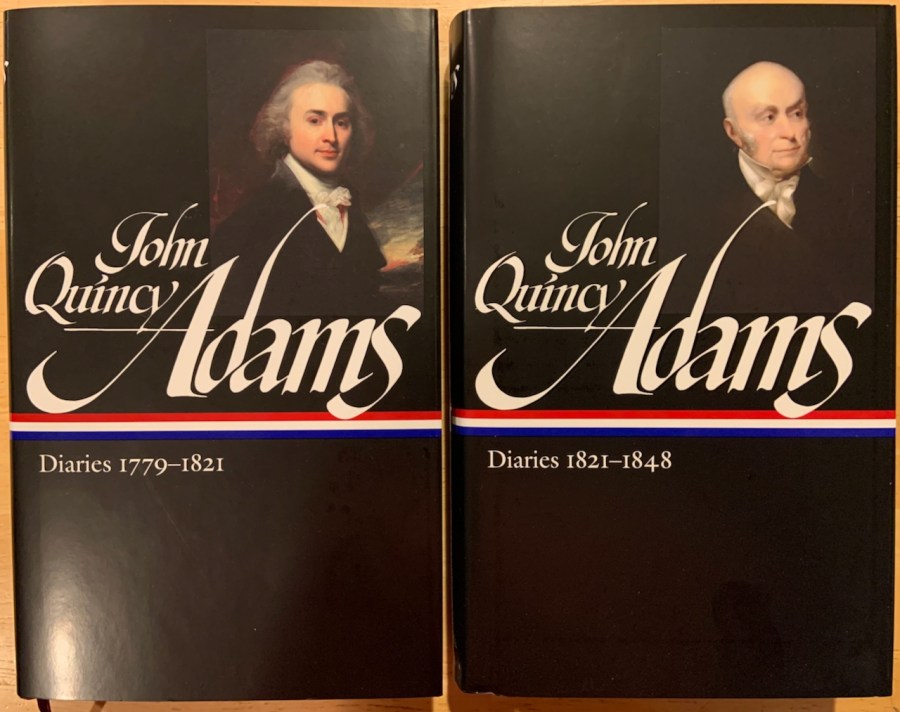 John
Quincy
Adams
Diaries 1779–1821
John
Quincy
Adams
Diaries 1821–1848